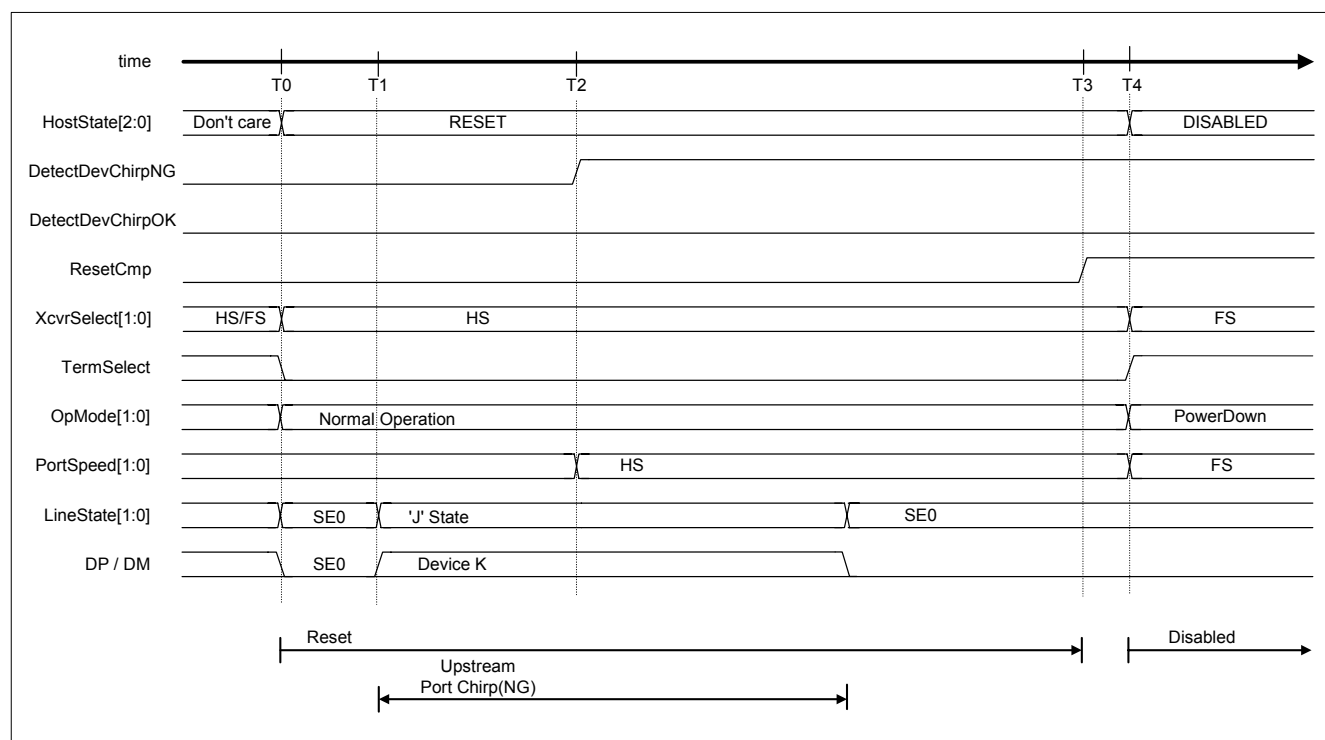 time
T0 T1 T2 T3 T4
HostState[2:0] Don't care RESET DISABLED
DetectDevChirpNG
DetectDevChirpOK
ResetCmp
XcvrSelect[1:0] HS/FS HS FS
TermSelect
OpMode[1:0] Normal Operation PowerDown
PortSpeed[1:0] HS FS
LineState[1:0] SE0 'J' State SE0
DP / DM SE0 Device K
Reset Disabled
Upstream
Port Chirp(NG)